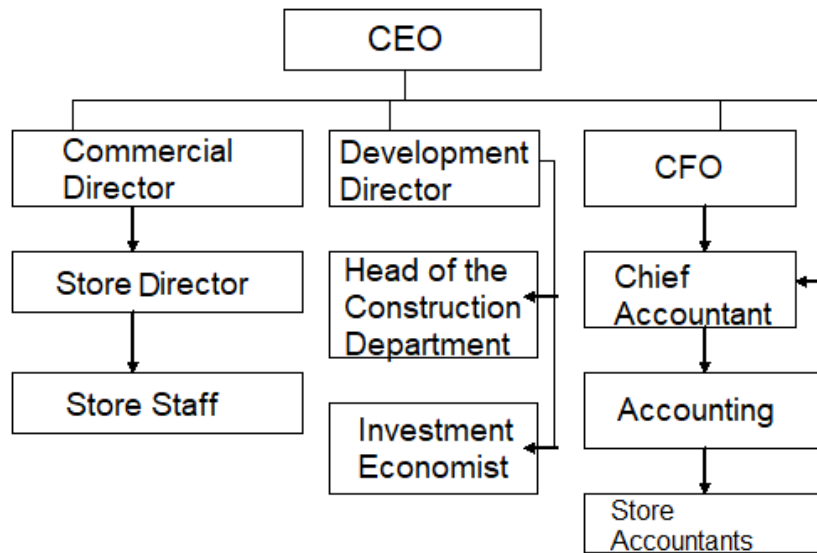 CEO
Commercial
Director
Development
Director
CFO
Store Director
Head of the
Construction
Department
Chief
Accountant
Store Staff
Investment
Economist
Accounting
Store
Accountants